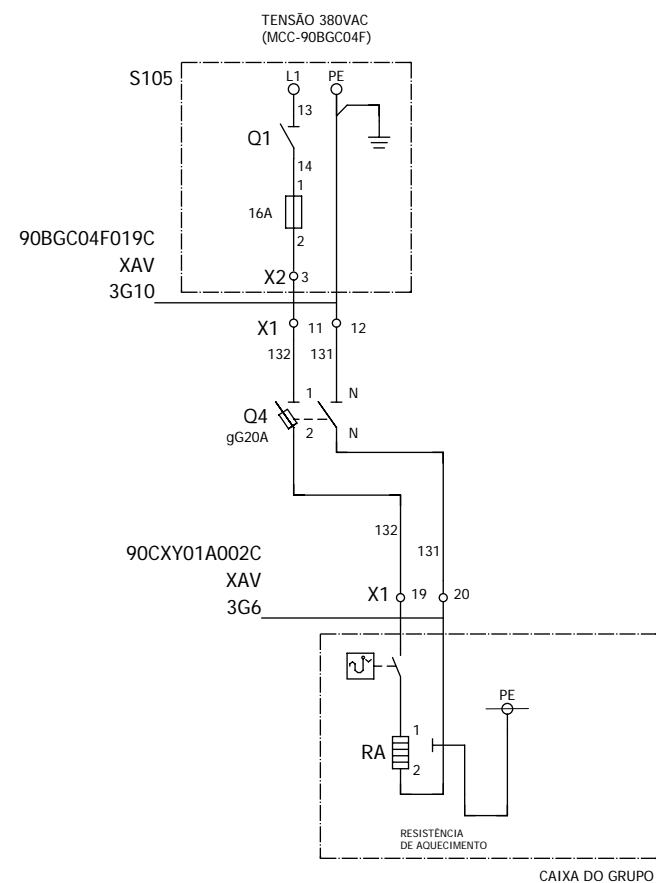 TENSÃO 380VAC
(MCC-90BGC04F)
S105
L1
PE
13
Q1
14
1
16A
2
90BGC04F019C
XAV
3G10
X2
3
X1
11
12
132
131
1
N
Q4
gG20A
2
N
132
131
90CXY01A002C
XAV
3G6
X1
19
20
PE
1
RA
2
RESISTÊNCIA
DE AQUECIMENTO
CAIXA DO GRUPO